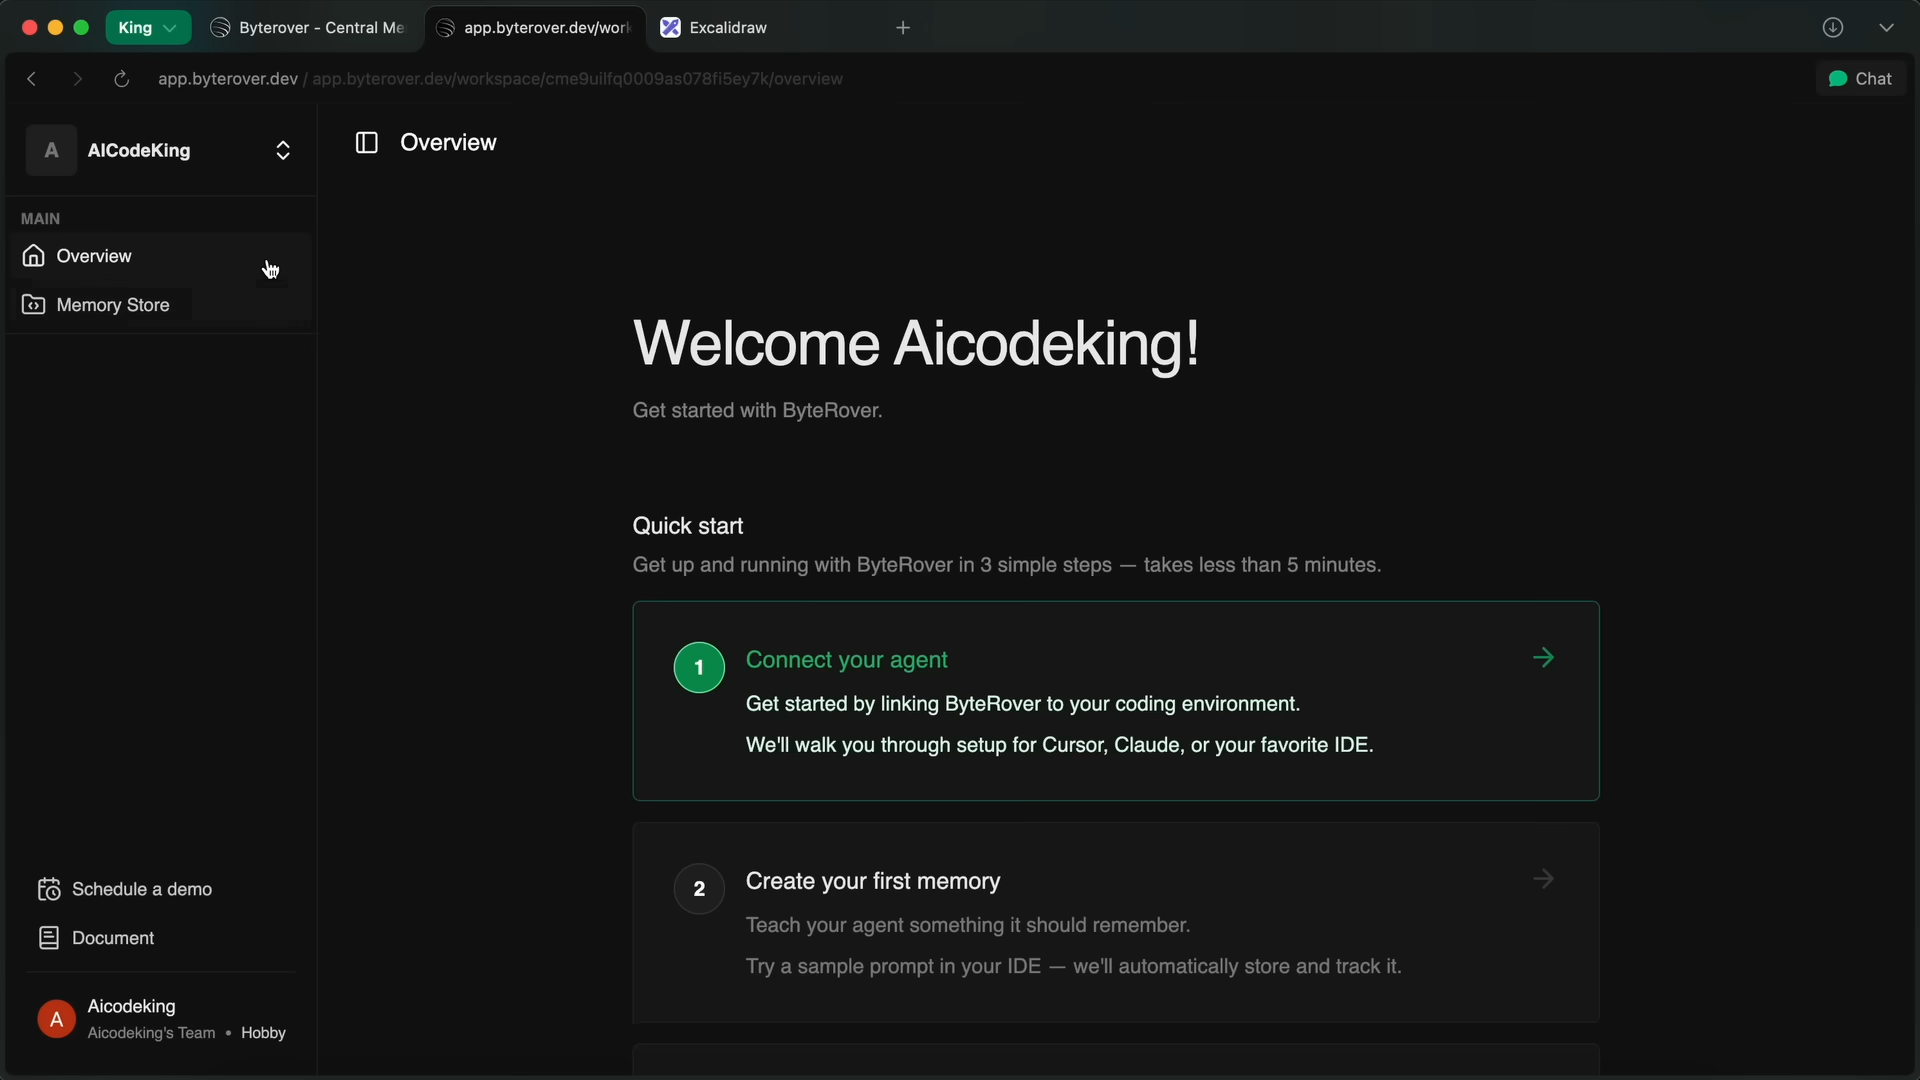 King
Byterover - Central Me
app.byterover.dev/work
Excalidraw
app.byterover.dev / app.byterover.dev/workspace/cme9uilfq0009as078fi5ey7k/overview
Chat
A
AICodeKing
Overview
MAIN
Overview
Memory Store
Welcome Aicodeking!
Get started with ByteRover.
Quick start
Get up and running with ByteRover in 3 simple steps — takes less than 5 minutes.
1
Connect your agent
Get started by linking ByteRover to your coding environment.
We'll walk you through setup for Cursor, Claude, or your favorite IDE.
2
Create your first memory
Teach your agent something it should remember.
Try a sample prompt in your IDE — we'll automatically store and track it.
Schedule a demo
Document
A
Aicodeking
Aicodeking's Team • Hobby